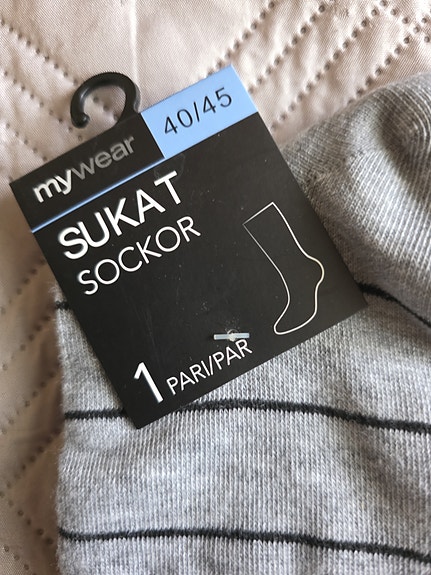 40/45
mywear
SUKAT
SOCKOR
1 PARI/PAR